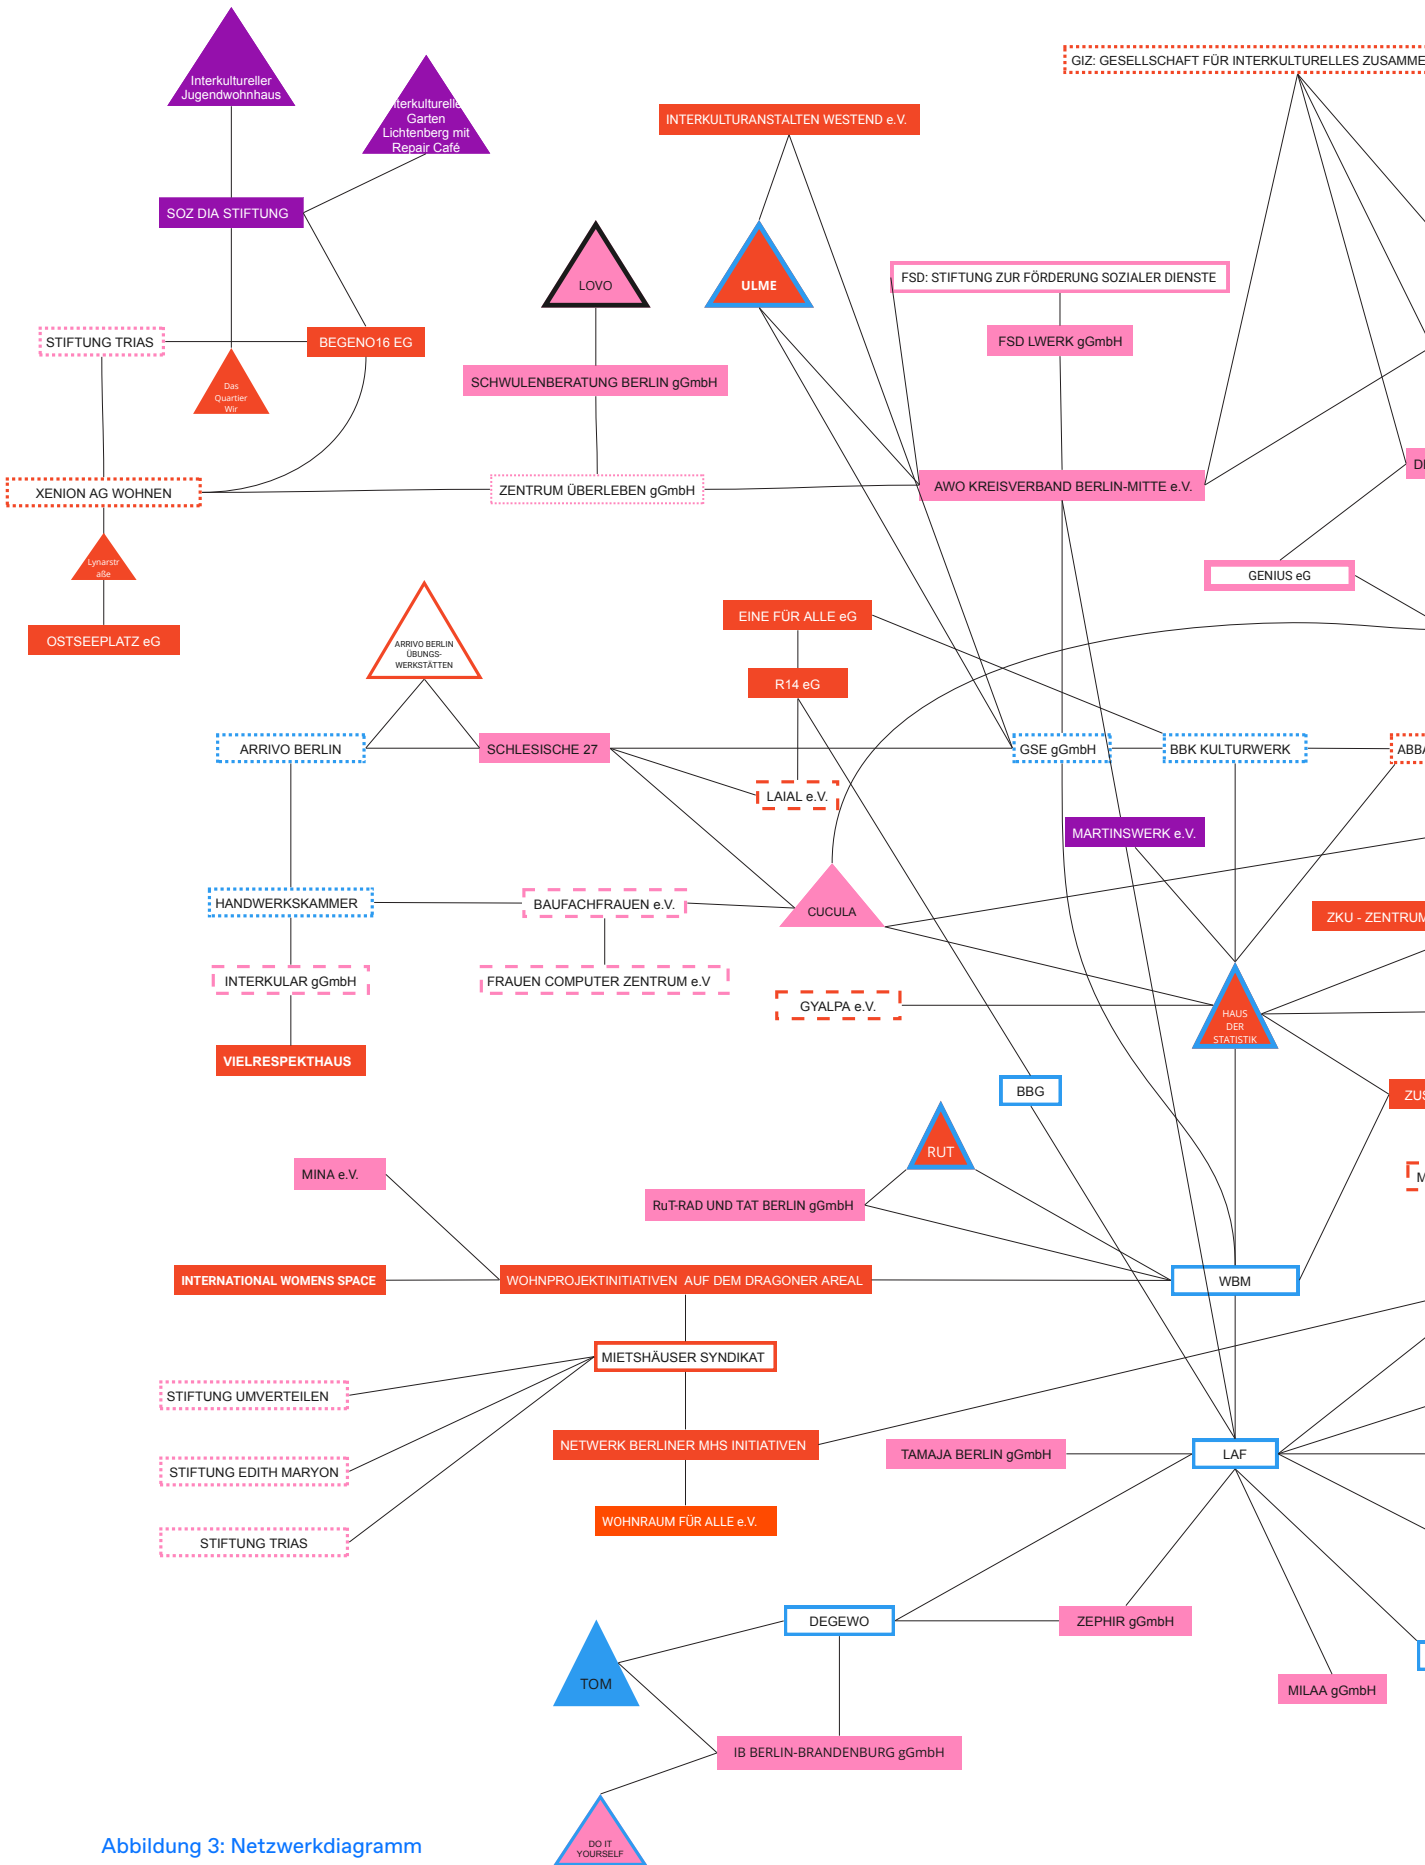 Interkultureller
Jugendwohnhaus
GIZ: GESELLSCHAFT FÜR INTERKULTURELLES ZUSAMME
terkulturelle
Garten
Lichtenberg mit
Repair Café
INTERKULTURANSTALTEN WESTEND e.V.
SOZ DIA STIFTUNG
LOVO
ULME
FSD: STIFTUNG ZUR FÖRDERUNG SOZIALER DIENSTE
STIFTUNG TRIAS
BEGENO16 EG
FSD LWERK gGmbH
Das
Quartier
Wir
SCHWULENBERATUNG BERLIN gGmbH
XENION AG WOHNEN
ZENTRUM ÜBERLEBEN gGmbH
AWO KREISVERBAND BERLIN-MITTE e.V.
Lynarstr
aße
GENIUS eG
OSTSEEPLATZ eG
ARRIVO BERLIN
ÜBUNGS-
WERKSTÄTTEN
EINE FÜR ALLE eG
R14 eG
ARRIVO BERLIN
SCHLESISCHE 27
GSE gGmbH
BBK KULTURWERK
ABBA
LAIAL e.V.
MARTINSWERK e.V.
HANDWERKSKAMMER
BAUFACHFRAUEN e.V.
CUCULA
ZKU - ZENTRUM
INTERKULAR gGmbH
FRAUEN COMPUTER ZENTRUM e.V
GYALPA e.V.
HAUS
DER
STATISTIK
VIELRESPEKTHAUS
BBG
ZUS
RUT
MINA e.V.
RuT-RAD UND TAT BERLIN gGmbH
M
INTERNATIONAL WOMENS SPACE
WOHNPROJEKTINITIATIVEN AUF DEM DRAGONER AREAL
WBM
MIETSHÄUSER SYNDIKAT
STIFTUNG UMVERTEILEN
NETWERK BERLINER MHS INITIATIVEN
TAMAJA BERLIN gGmbH
LAF
STIFTUNG EDITH MARYON
WOHNRAUM FÜR ALLE e.V.
STIFTUNG TRIAS
DEGEWO
ZEPHIR gGmbH
TOM
MILAA gGmbH
IB BERLIN-BRANDENBURG gGmbH
DO IT
YOURSELF
Abbildung 3: Netzwerkdiagramm